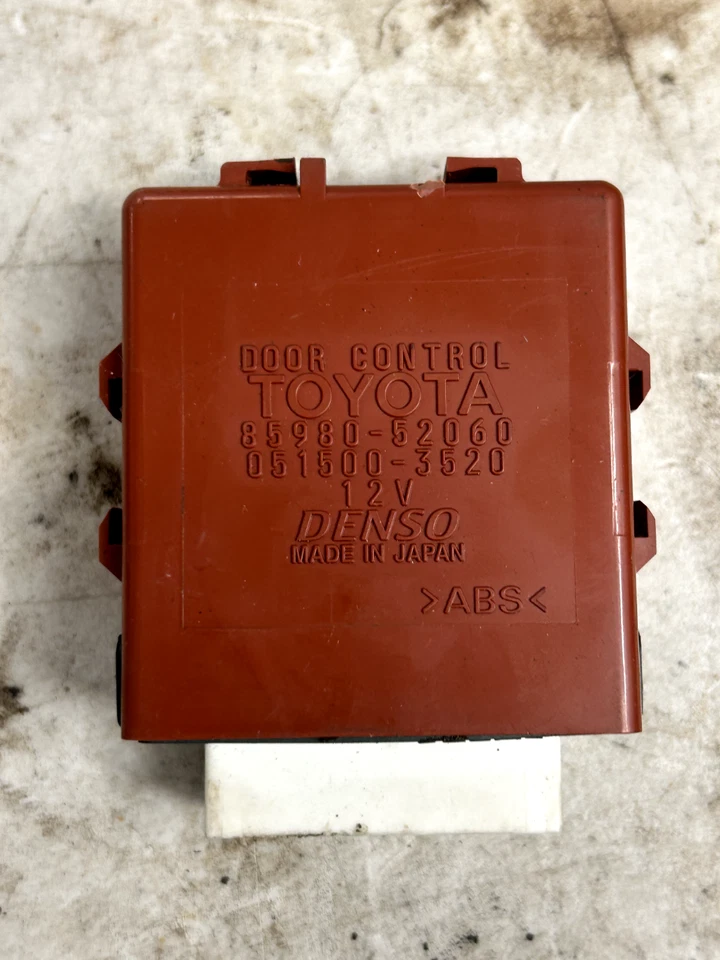 DOOR CONTROL
TOYOTA
85980-52060
051500-3520
12V
DENSO
MADE IN JAPAN
>ABS<